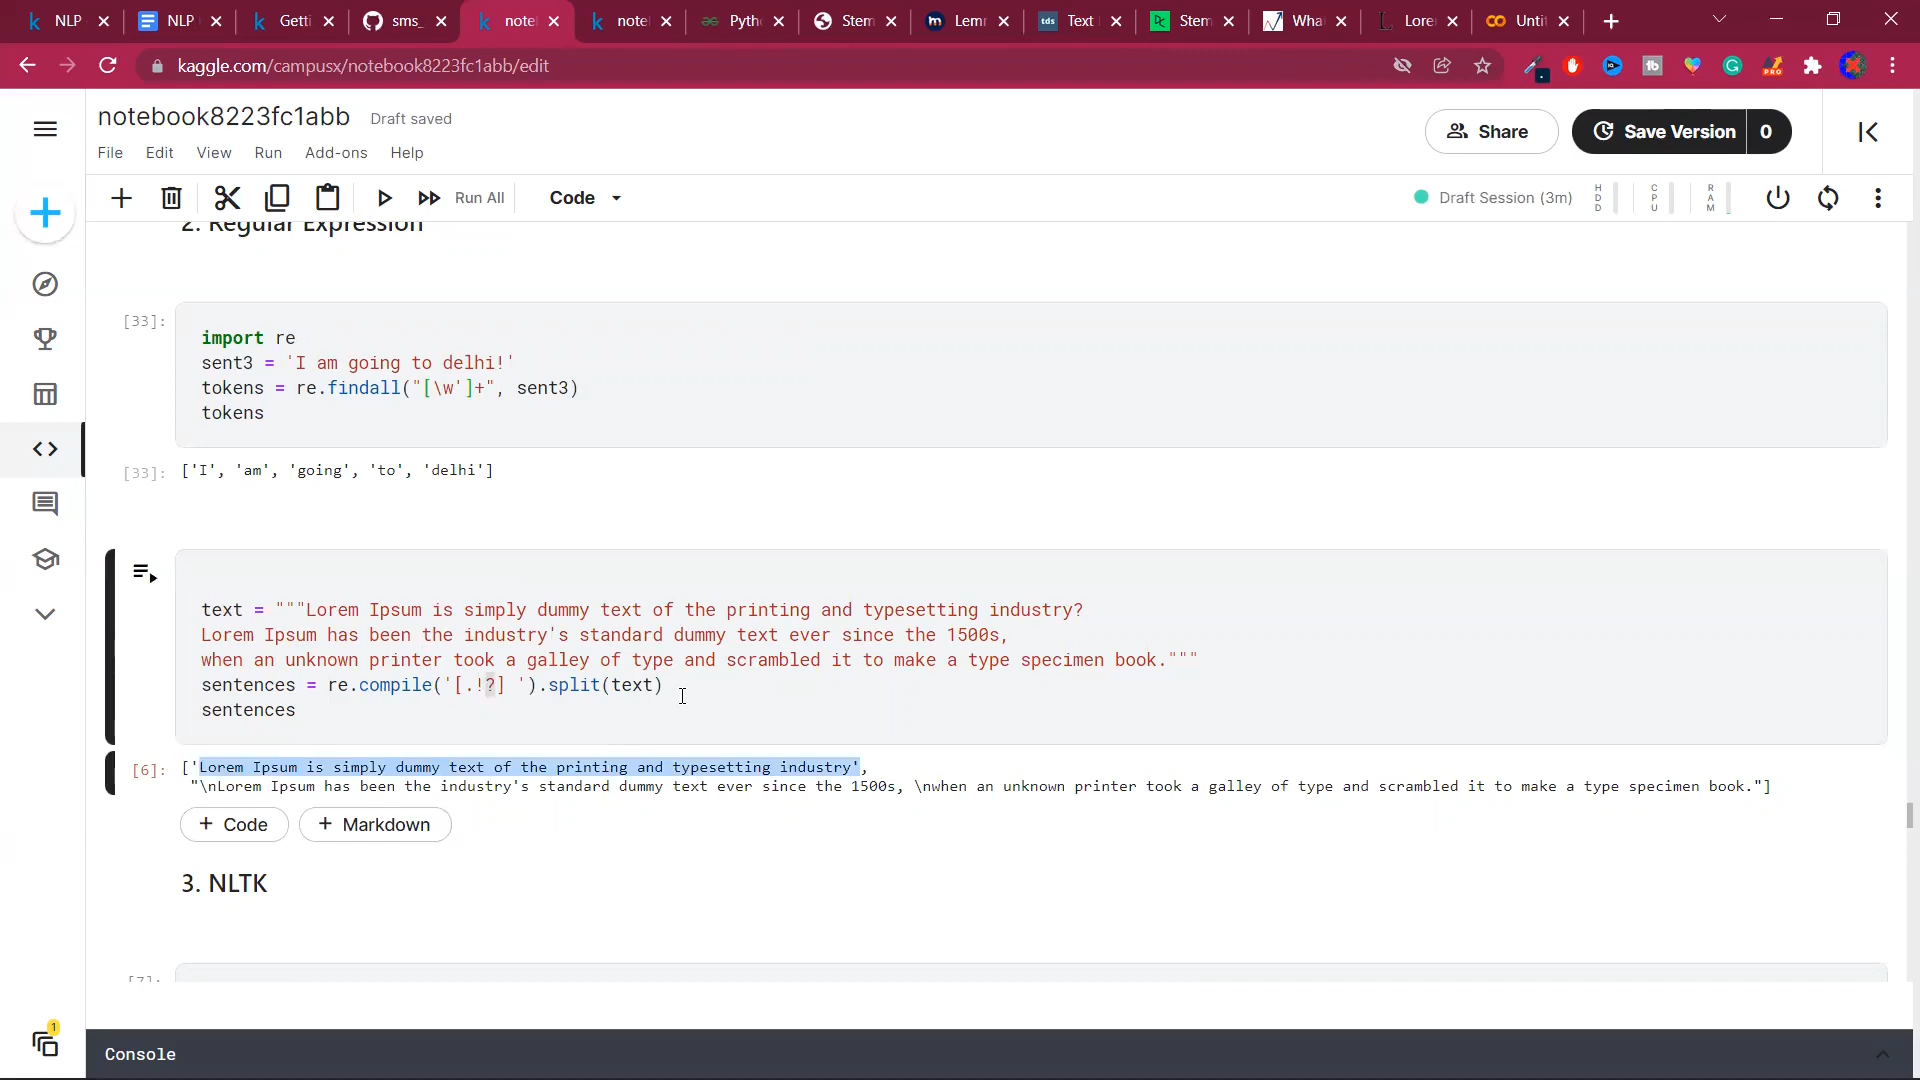 NLP
NLP
Getti
sms_
note
note
Pyth
Stem
Lem
tds
Text
Stem
Wha
Lore
Unti
kaggle.com/campusx/notebook8223fc1abb/edit
notebook8223fc1abb Draft saved
Share
Save Version 0
File Edit View Run Add-ons Help
Run All
Code
Draft Session (3m)
HDD
CPU
RAM
2. Regular Expression
[33]:
import re
sent3 = 'I am going to delhi!'
tokens = re.findall("[\w']+", sent3)
tokens
[33]: ['I', 'am', 'going', 'to', 'delhi']
text = """Lorem Ipsum is simply dummy text of the printing and typesetting industry?
Lorem Ipsum has been the industry's standard dummy text ever since the 1500s,
when an unknown printer took a galley of type and scrambled it to make a type specimen book."""
sentences = re.compile('[.!?] ').split(text)
sentences
[6]: ['Lorem Ipsum is simply dummy text of the printing and typesetting industry',
"\nLorem Ipsum has been the industry's standard dummy text ever since the 1500s, \nwhen an unknown printer took a galley of type and scrambled it to make a type specimen book."]
+ Code
+ Markdown
3. NLTK
[7]:
1
Console